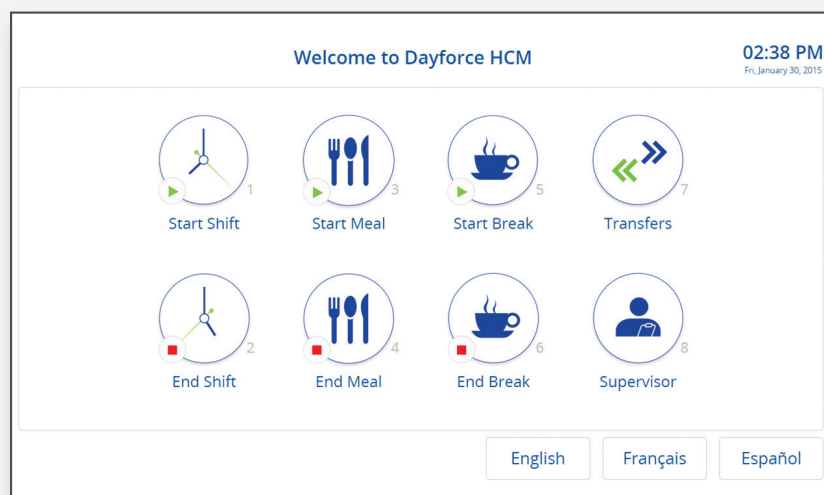 Welcome to Dayforce HCM
02:38 PM
Fri, January 30, 2015
1
3
5
7
Start Shift
Start Meal
Start Break
Transfers
2
4
6
8
End Shift
End Meal
End Break
Supervisor
English
Français
Español